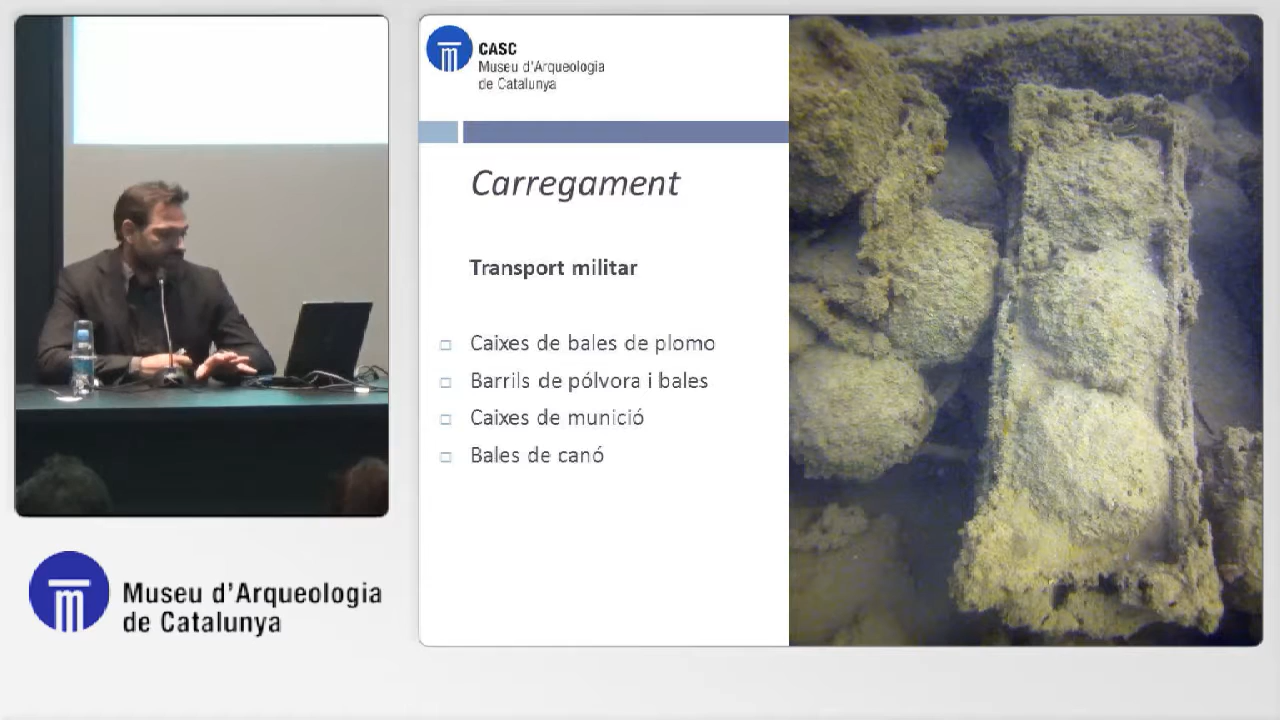 CASC
Museu d'Arqueologia
de Catalunya
Carregament
Transport militar
Caixes de bales de plomo
Barrils de pólvora i bales
Caixes de munició
Bales de canó
Museu d'Arqueologia
de Catalunya